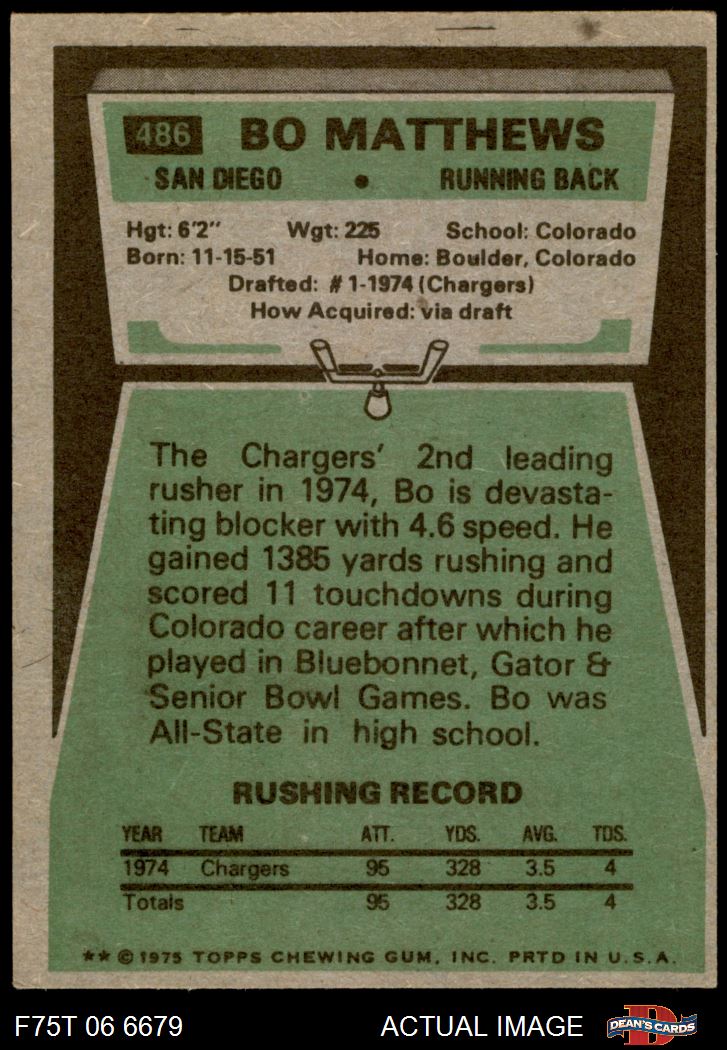 486 BO MATTHEWS
SAN DIEGO • RUNNING BACK
Hgt: 6'2" Wgt: 225 School: Colorado
Born: 11-15-51 Home: Boulder, Colorado
Drafted: #1-1974 (Chargers)
How Acquired: via draft
The Chargers' 2nd leading
rusher in 1974, Bo is devasta-
ting blocker with 4.6 speed. He
gained 1385 yards rushing and
scored 11 touchdowns during
Colorado career after which he
played in Bluebonnet, Gator &
Senior Bowl Games. Bo was
All-State in high school.
RUSHING RECORD
YEAR TEAM ATT. YDS. AVG. TDS.
1974 Chargers 95 328 3.5 4
Totals 95 328 3.5 4
** © 1975 TOPPS CHEWING GUM, INC. PRTD IN U.S.A.
F75T 06 6679 ACTUAL IMAGE DEAN'S CARDS